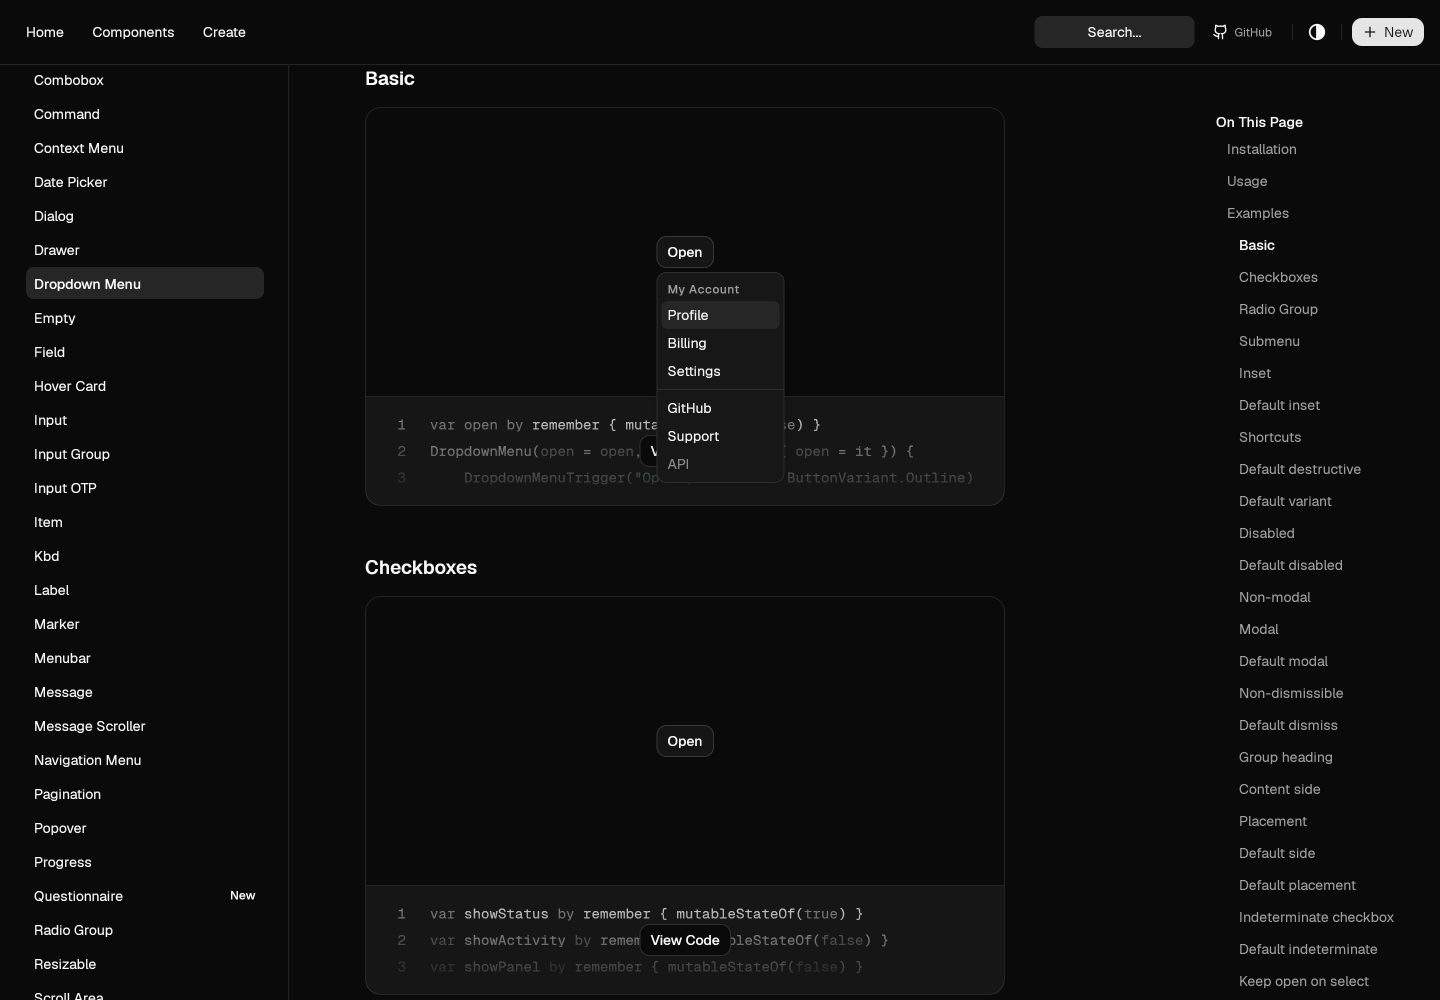 Home
Components
Create
Search...
GitHub
New
Combobox
Command
Context Menu
Date Picker
Dialog
Drawer
Dropdown Menu
Empty
Field
Hover Card
Input
Input Group
Input OTP
Item
Kbd
Label
Marker
Menubar
Message
Message Scroller
Navigation Menu
Pagination
Popover
Progress
Questionnaire New
Radio Group
Resizable
Scroll Area
Basic
Open
My Account
Profile
Billing
Settings
GitHub
Support
API
1 var open by remember { ) }
2 DropdownMenu(open = open, open = it }) {
3 DropdownMenuTrigger( ButtonVariant.Outline)
Checkboxes
Open
1 var showStatus by remember { mutableStateOf(true) }
2 var showActivity by (false) }
3 var showPanel by remember { mutableStateOf(false) }
View Code
On This Page
Installation
Usage
Examples
Basic
Checkboxes
Radio Group
Submenu
Inset
Default inset
Shortcuts
Default destructive
Default variant
Disabled
Default disabled
Non-modal
Modal
Default modal
Non-dismissible
Default dismiss
Group heading
Content side
Placement
Default side
Default placement
Indeterminate checkbox
Default indeterminate
Keep open on select